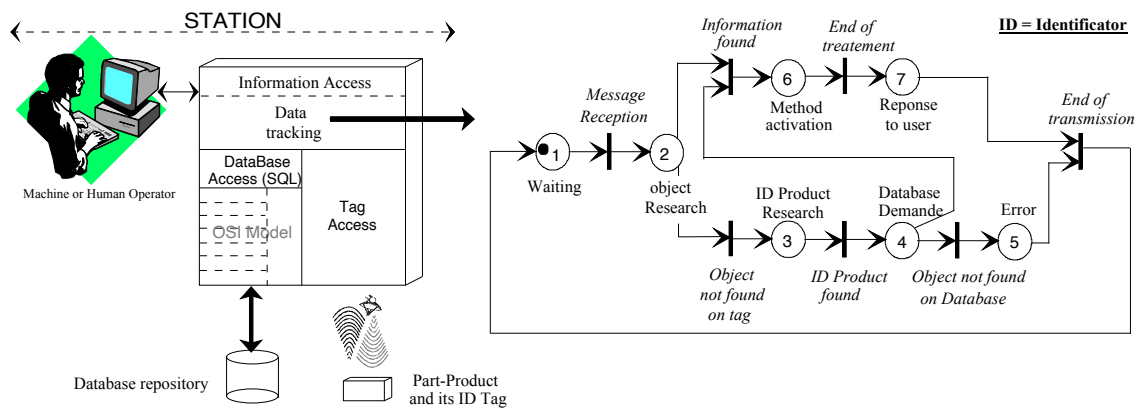 STATION
Information Access
Data
tracking
DataBase
Access (SQL)
OSI Model
Tag
Access
Machine or Human Operator
Database repository
Part-Product
and its ID Tag
ID = Identificator
Information
found
End of
treatement
6
7
Method
activation
Reponse
to user
End of
transmission
Message
Reception
1
2
Waiting
object
Research
ID Product
Research
Database
Demande
Error
3
4
5
Object
not found
on tag
ID Product
found
Object not found
on Database